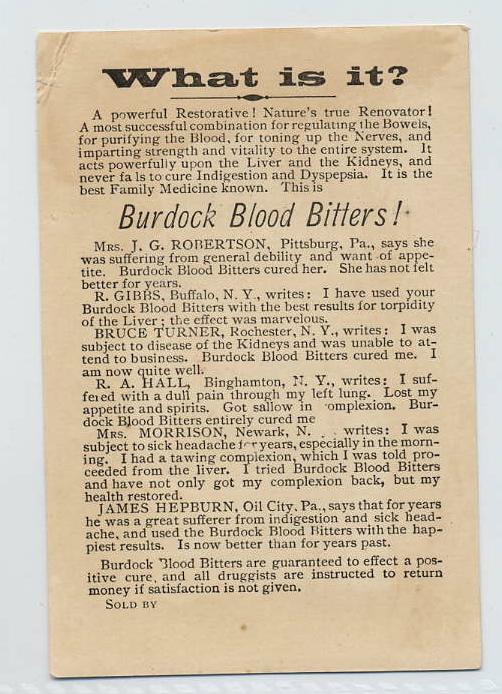 What is it?
A powerful Restorative! Nature's true Renovator!
A most successful combination for regulating the Bowels,
for purifying the Blood, for toning up the Nerves, and
imparting strength and vitality to the entire system. It
acts powerfully upon the Liver and the Kidneys, and
never fa ls to cure Indigestion and Dyspepsia. It is the
best Family Medicine known. This is
Burdock Blood Bitters!
MRS. J. G. ROBERTSON, Pittsburg, Pa., says she
was suffering from general debility and want of appe-
tite. Burdock Blood Bitters cured her. She has not felt
better for years.
R. GIBBS, Buffalo, N. Y., writes: I have used your
Burdock Blood Bitters with the best results for torpidity
of the Liver; the effect was marvelous.
BRUCE TURNER, Rochester, N. Y., writes: I was
subject to disease of the Kidneys and was unable to at-
tend to business. Burdock Blood Bitters cured me. I
am now quite well.
R. A. HALL, Binghamton, N. Y., writes: I suf-
fered with a dull pain through my left lung. Lost my
appetite and spirits. Got sallow in omplexion. Bur-
dock Blood Bitters entirely cured me
MRS. MORRISON, Newark, N. . writes: I was
subject to sick headache for years, especially in the morn-
ing. I had a tawing complexion, which I was told pro-
ceeded from the liver. I tried Burdock Blood Bitters
and have not only got my complexion back, but my
health restored.
JAMES HEPBURN, Oil City, Pa., says that for years
he was a great sufferer from indigestion and sick head-
ache, and used the Burdock Blood Bitters with the hap-
piest results. Is now better than for years past.
Burdock Blood Bitters are guaranteed to effect a pos-
itive cure, and all druggists are instructed to return
money if satisfaction is not given.
SOLD BY